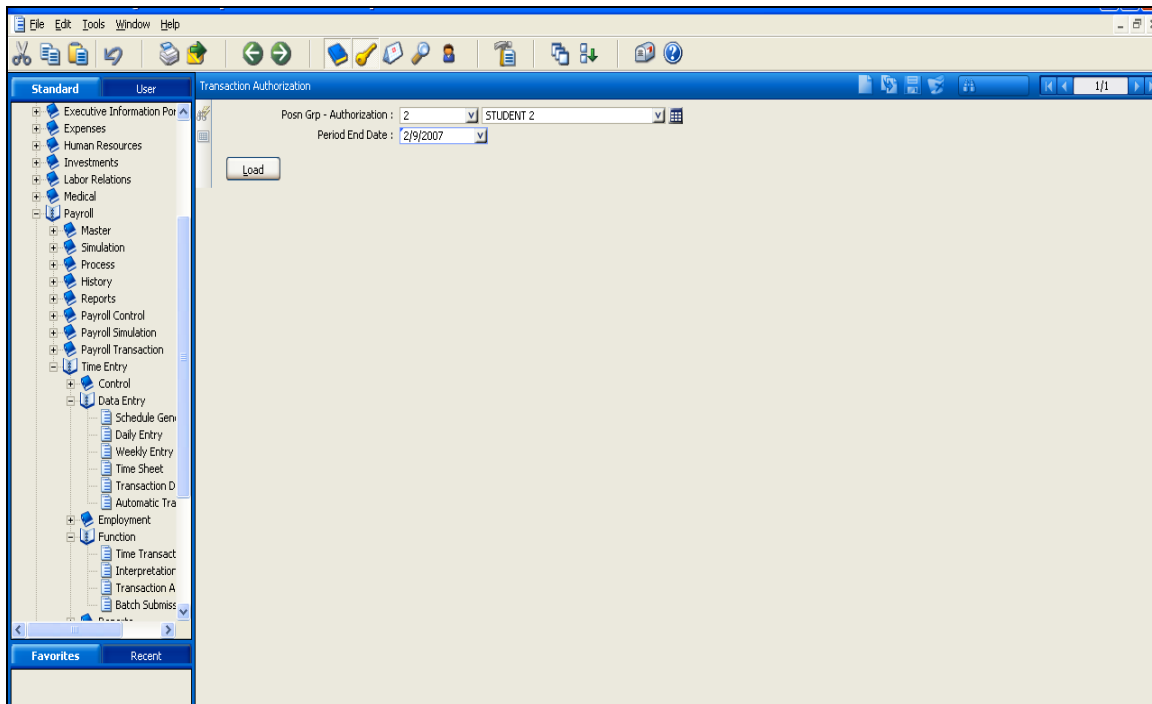 File Edit Tools Window Help
Standard User
Transaction Authorization
1/1
Executive Information Por
Expenses
Human Resources
Investments
Labor Relations
Medical
Payroll
Master
Simulation
Process
History
Reports
Payroll Control
Payroll Simulation
Payroll Transaction
Time Entry
Control
Data Entry
Schedule Gen
Daily Entry
Weekly Entry
Time Sheet
Transaction D
Automatic Tra
Employment
Function
Time Transact
Interpretation
Transaction A
Batch Submiss
Posn Grp - Authorization : 2 STUDENT 2
Period End Date : 2/9/2007
Load
Favorites Recent